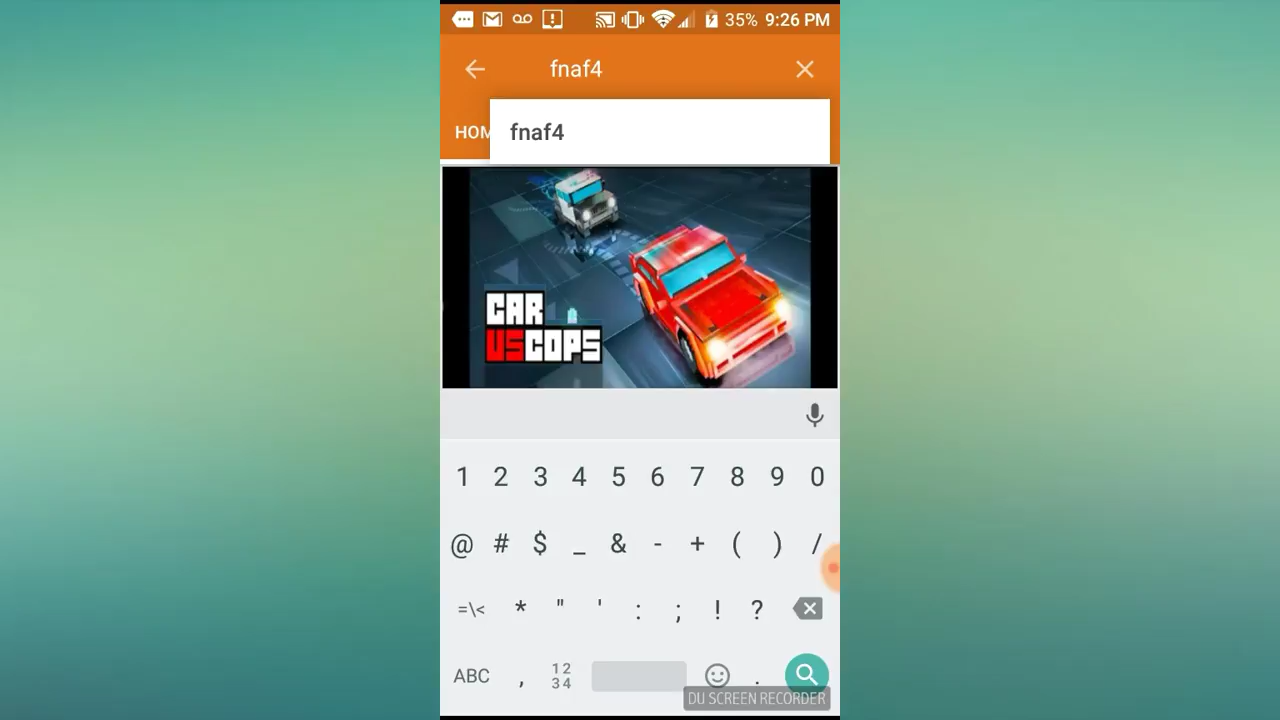 35% 9:26 PM
fnaf4
HOM
fnaf4
CAR
VS COPS
1 2 3 4 5 6 7 8 9 0
@ # $ _ & - + ( ) /
=\< * " ' : ; ! ?
ABC , 12 34 .
DU SCREEN RECORDER